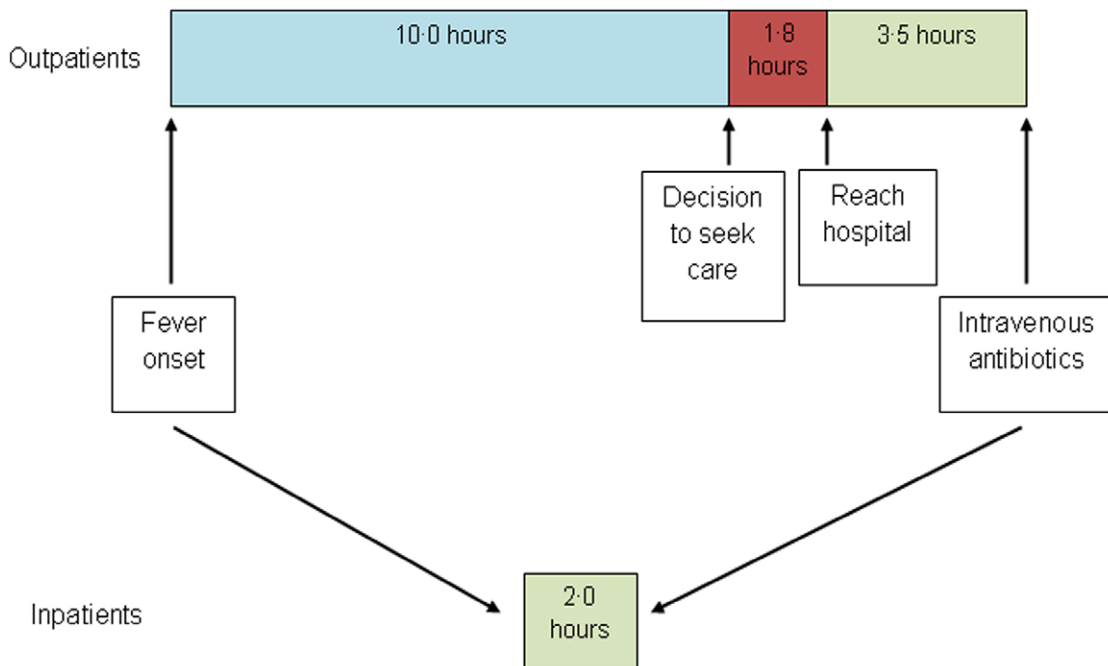 Outpatients
10·0 hours
1·8
hours
3·5 hours
Decision
to seek
care
Reach
hospital
Fever
onset
Intravenous
antibiotics
Inpatients
2·0
hours